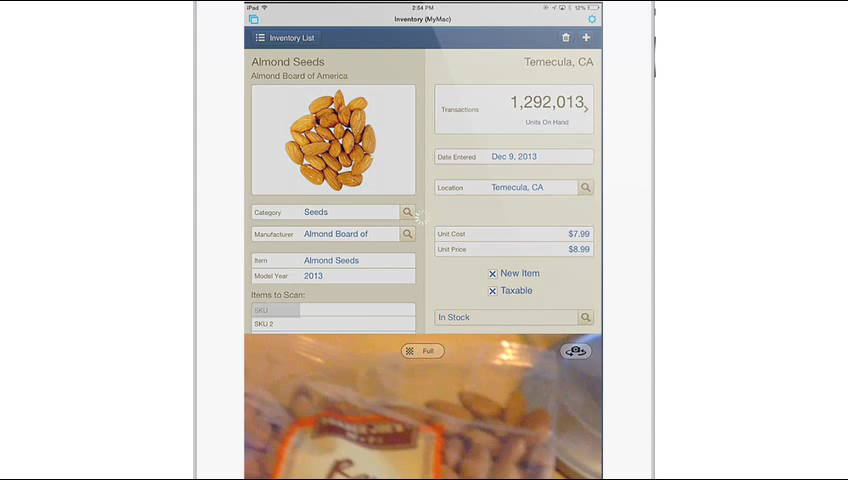 iPad 2:54 PM 12%
Inventory (MyMac)
Inventory List
Almond Seeds Temecula, CA
Almond Board of America
Transactions 1,292,013
Units On Hand
Date Entered Dec 9, 2013
Location Temecula, CA
Category Seeds
Manufacturer Almond Board of
Unit Cost $7.99
Unit Price $8.99
Item Almond Seeds
Model Year 2013
New Item
Taxable
Items to Scan:
SKU
SKU 2
In Stock
Full